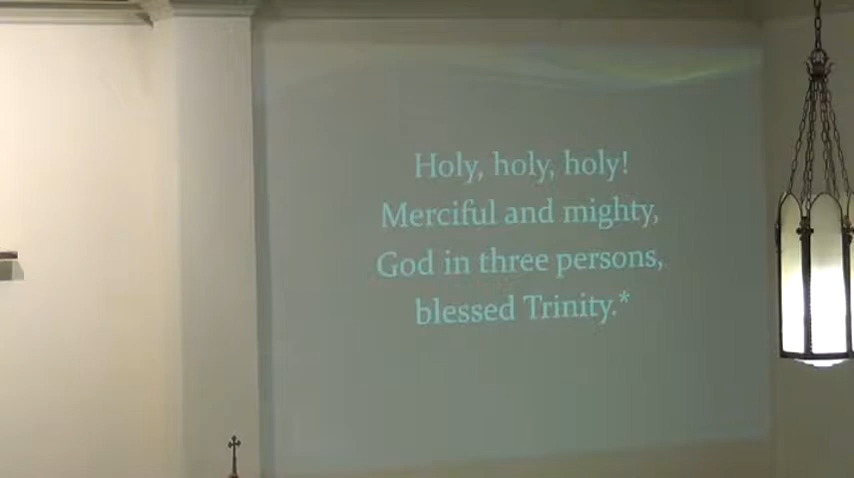 Holy, holy, holy!
Merciful and mighty,
God in three persons,
blessed Trinity.*